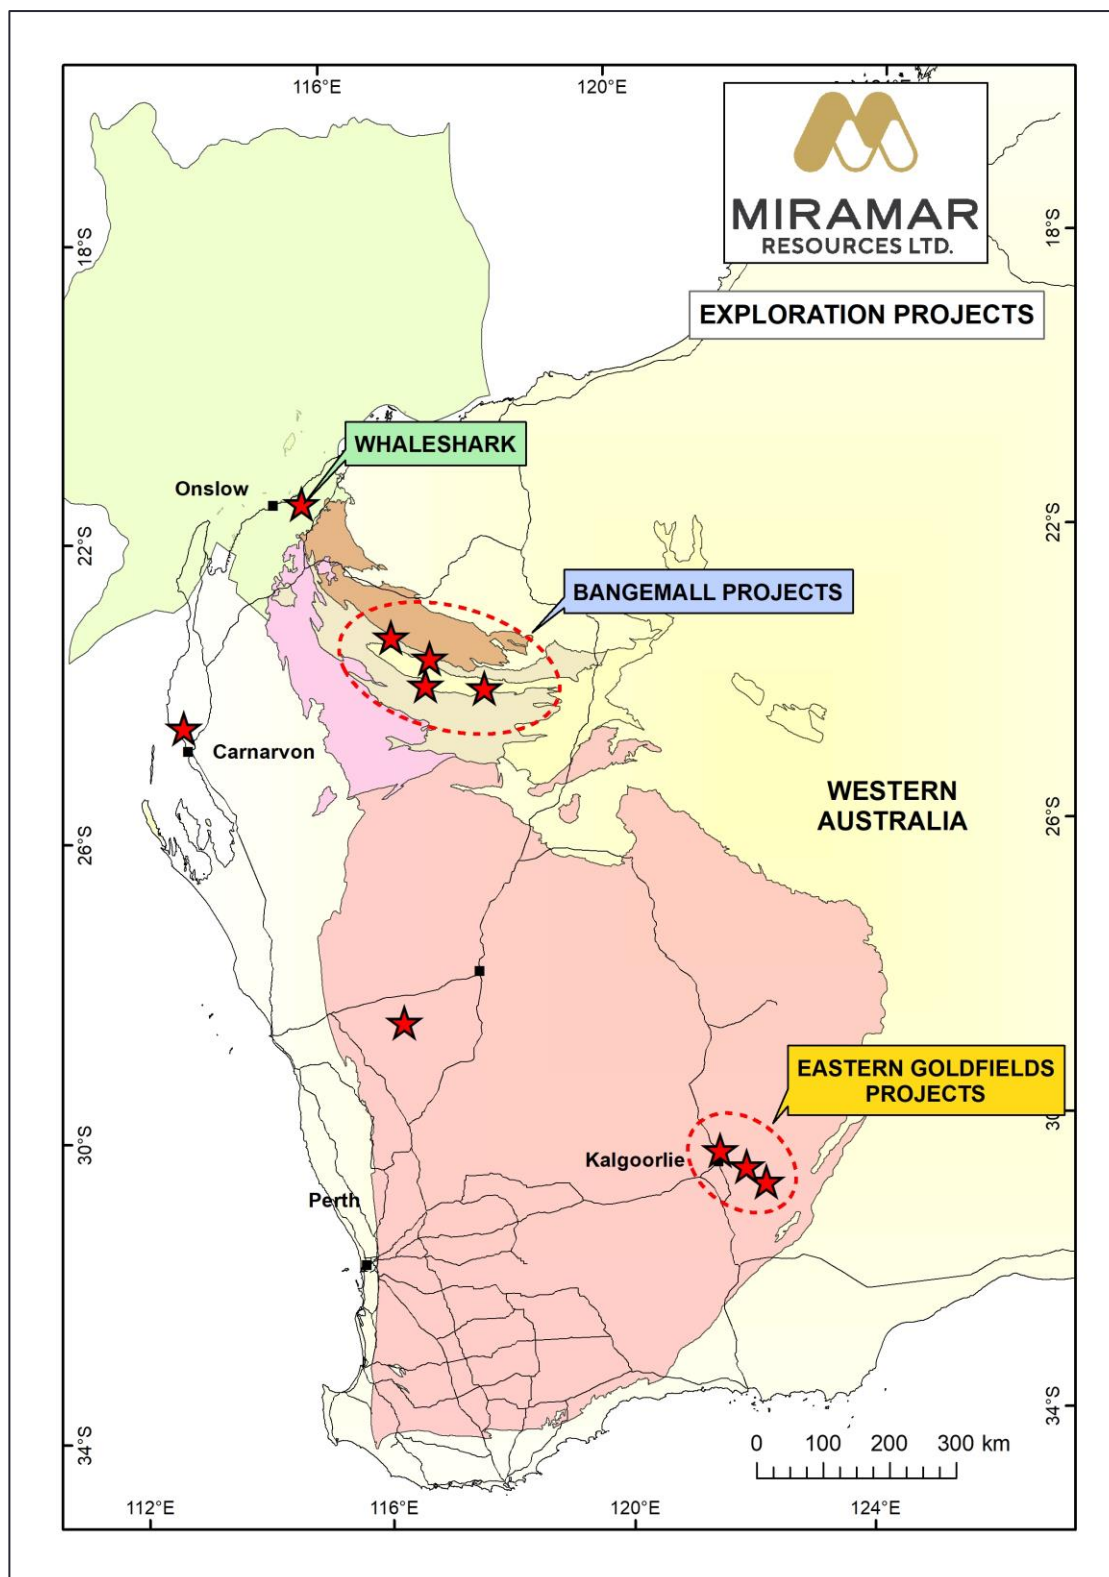 116°E
120°E
MIRAMAR
RESOURCES LTD.
18°S
18°S
EXPLORATION PROJECTS
WHALESHARK
Onslow
22°S
22°S
BANGEMALL PROJECTS
Carnarvon
WESTERN
AUSTRALIA
26°S
26°S
EASTERN GOLDFIELDS
PROJECTS
30°S
Kalgoorlie
Perth
34°S
34°S
0 100 200 300 km
112°E
116°E
120°E
124°E